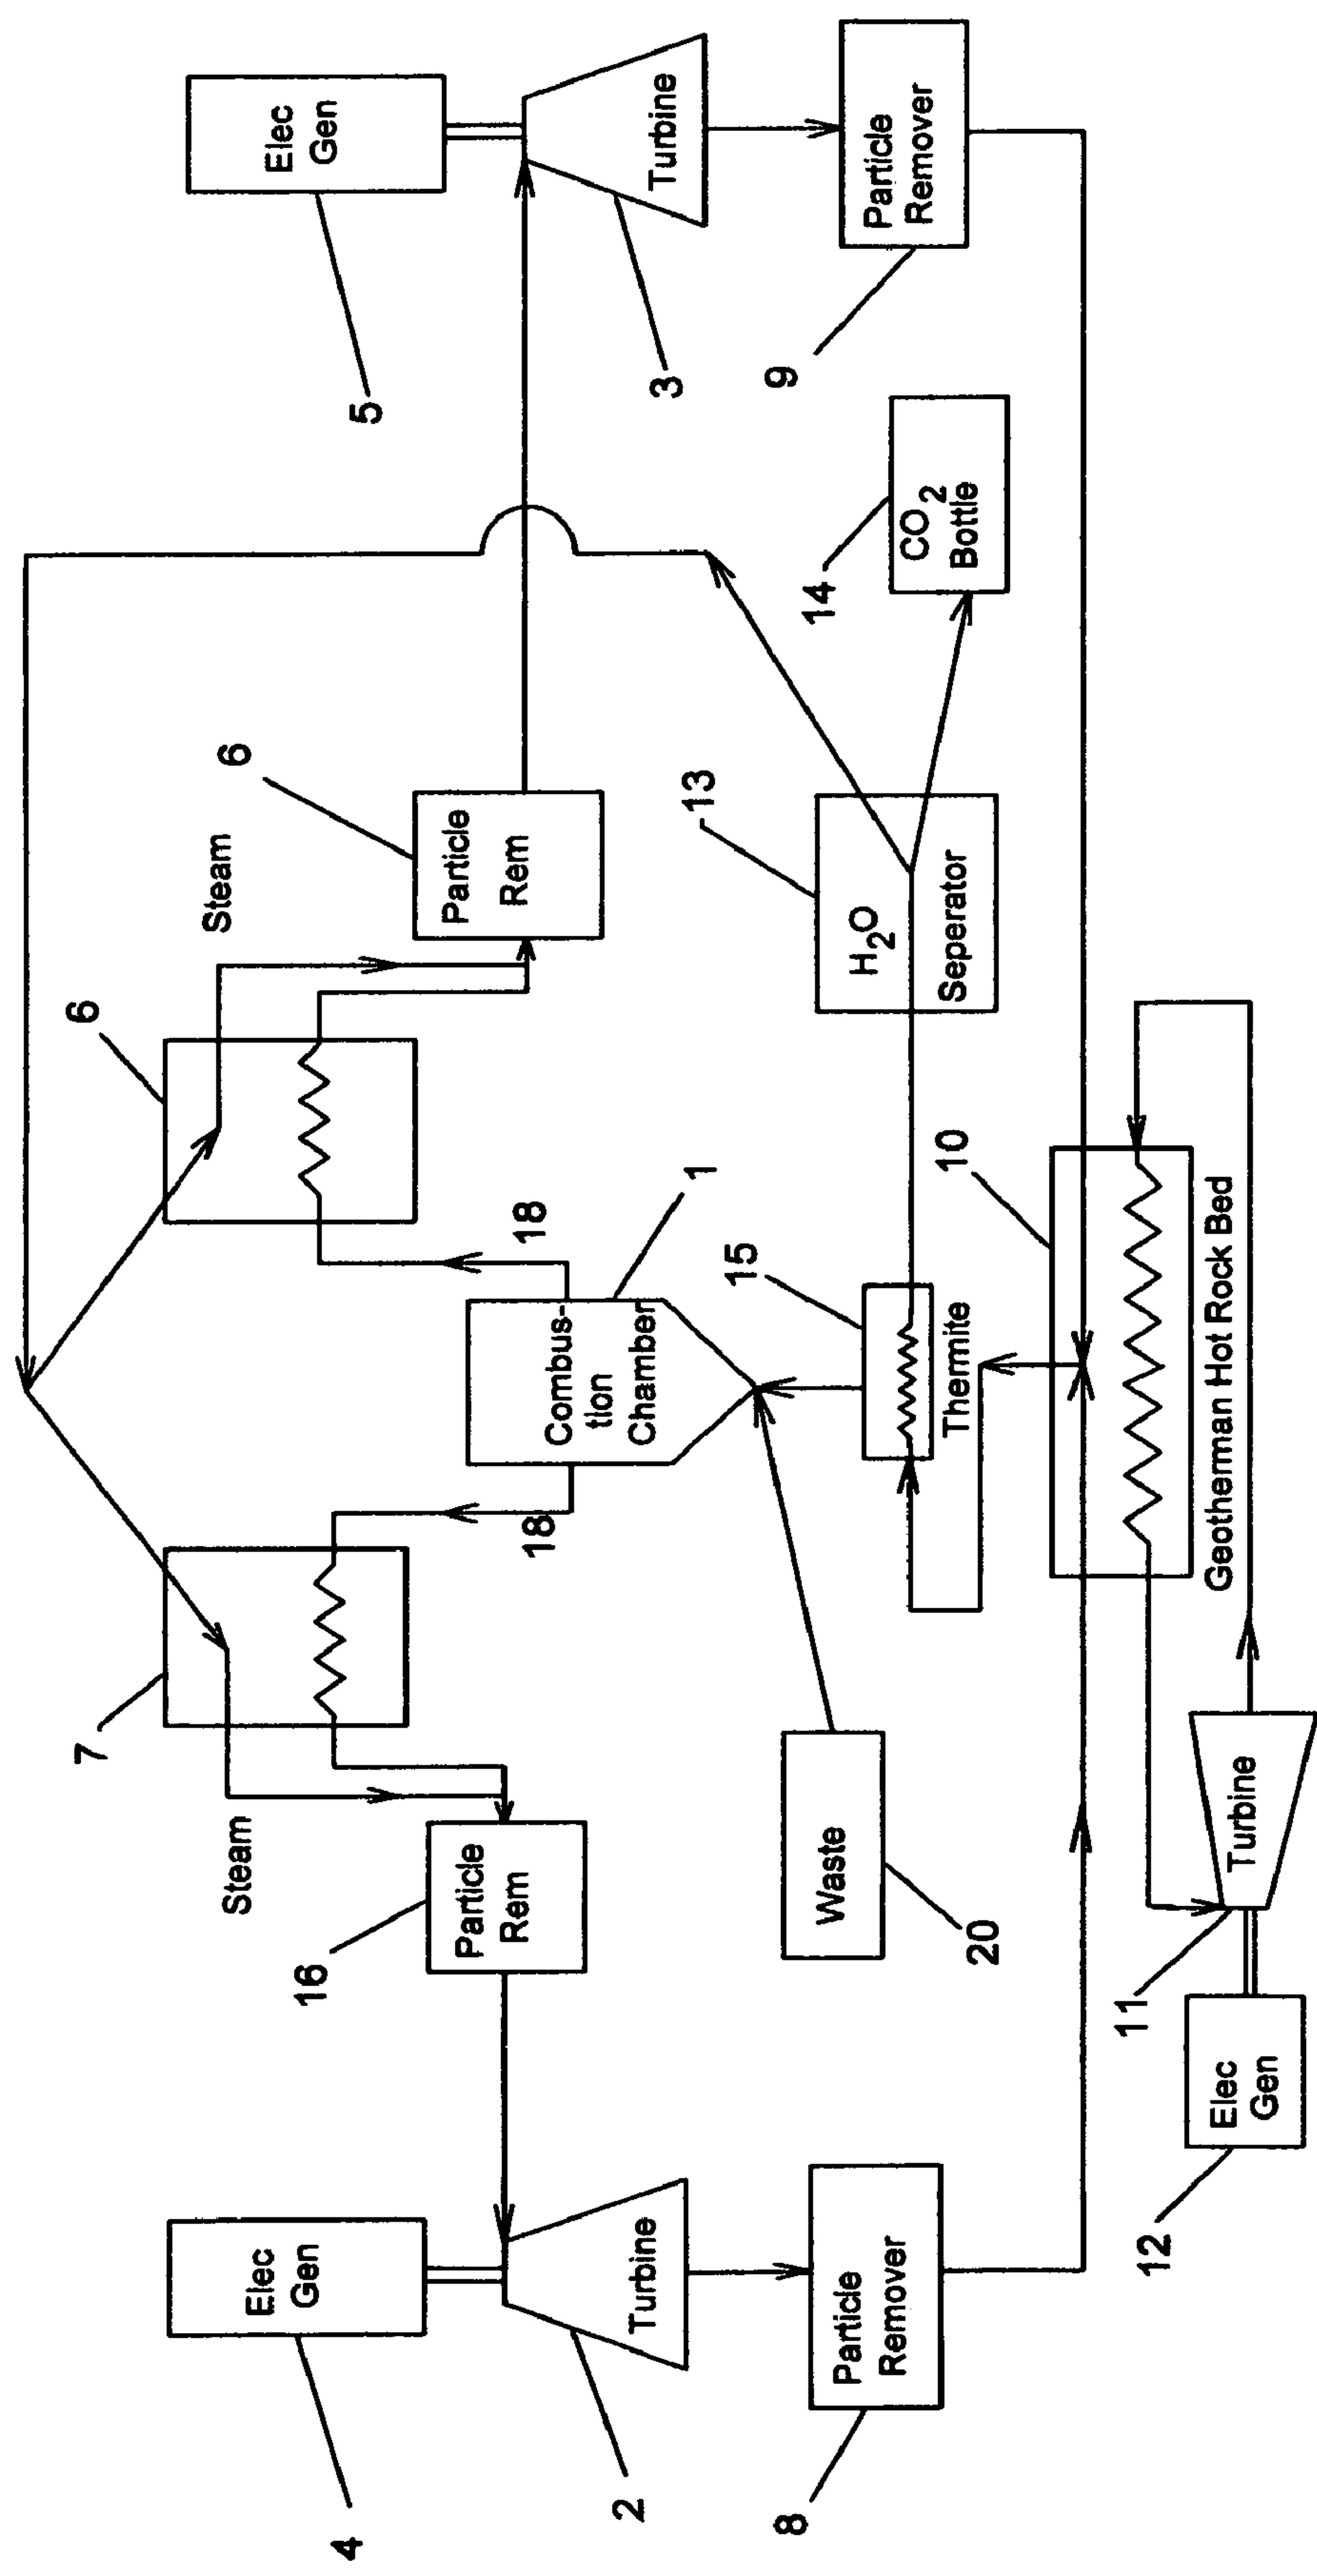 7
6
Steam
Steam
6
Elec
Gen
4
16
Particle
Rem
18
Combus-
tion
Chamber
18
1
Particle
Rem
Elec
Gen
5
2
Turbine
Turbine
3
8
Particle
Remover
Waste
20
15
Thermite
13
H₂O
Seperator
14
CO₂
Bottle
9
Particle
Remover
10
Geotherman Hot Rock Bed
12
Elec
Gen
11
Turbine